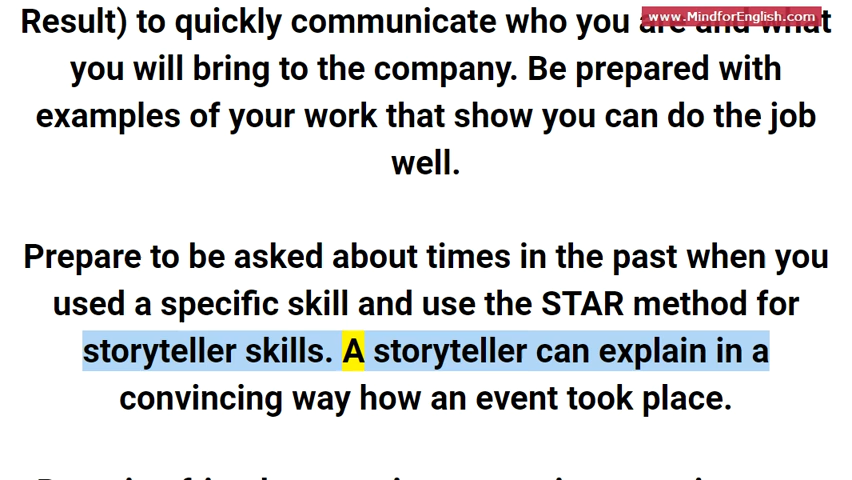 www.MindforEnglish.com
Result) to quickly communicate who you are and what
you will bring to the company. Be prepared with
examples of your work that show you can do the job
well.
Prepare to be asked about times in the past when you
used a specific skill and use the STAR method for
storyteller skills. A storyteller can explain in a
convincing way how an event took place.